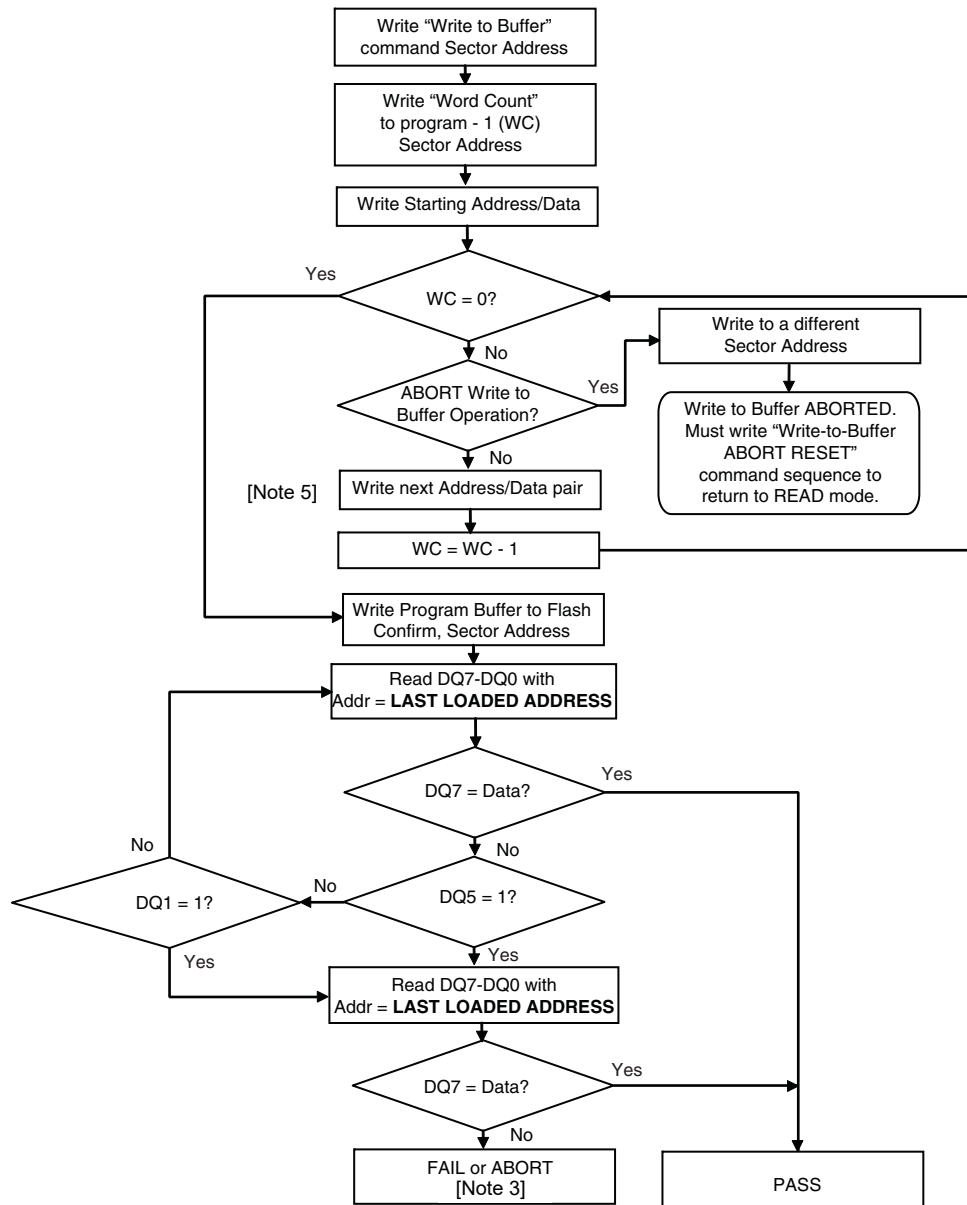 Write “Write to Buffer”
command Sector Address
Write “Word Count”
to program - 1 (WC)
Sector Address
Write Starting Address/Data
Yes
WC = 0?
No
Write to a different
Sector Address
ABORT Write to
Buffer Operation?
Yes
Write to Buffer ABORTED.
Must write “Write-to-Buffer
ABORT RESET”
command sequence to
return to READ mode.
No
[Note 5]
Write next Address/Data pair
WC = WC - 1
Write Program Buffer to Flash
Confirm, Sector Address
Read DQ7-DQ0 with
Addr = LAST LOADED ADDRESS
DQ7 = Data?
Yes
No
No
DQ1 = 1?
No
DQ5 = 1?
Yes
Yes
Read DQ7-DQ0 with
Addr = LAST LOADED ADDRESS
DQ7 = Data?
Yes
No
FAIL or ABORT
[Note 3]
PASS